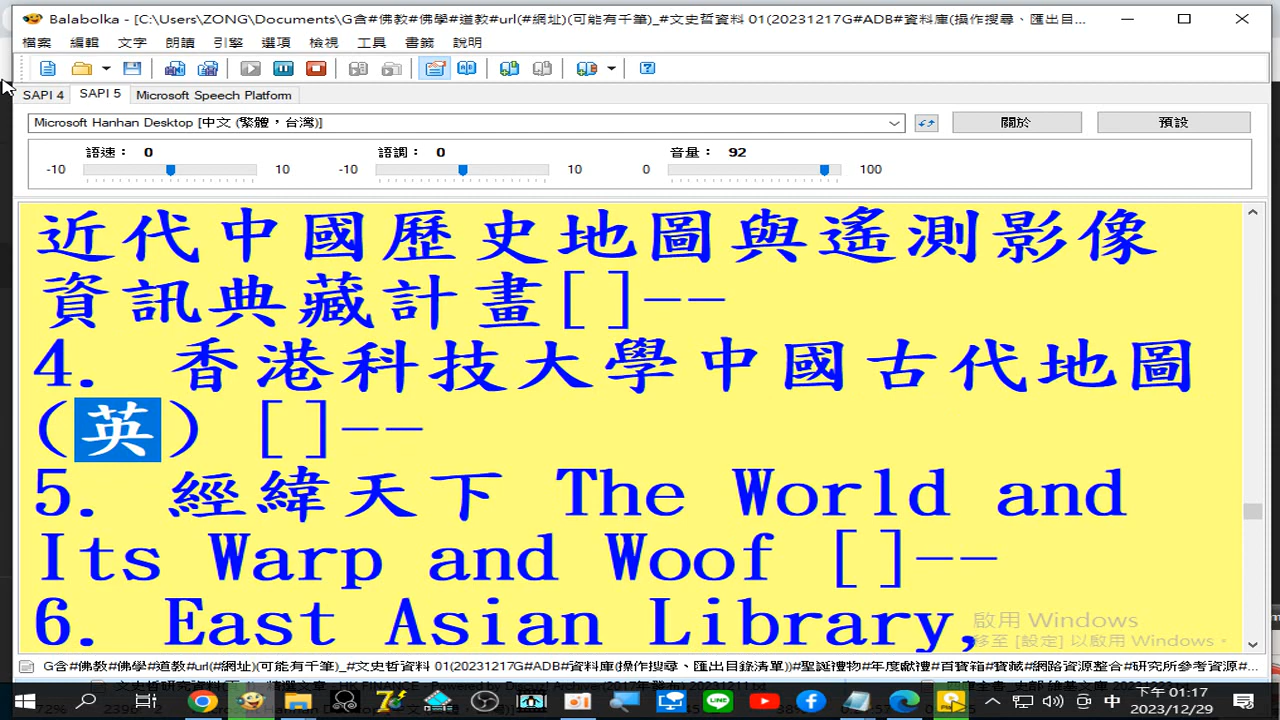 Balabolka - [C:\Users\ZONG\Documents\G含#佛教#佛學#道教#url(#網址)(可能有千筆)_#文史哲資料 01(20231217G#ADB#資料庫(操作搜尋、匯出目...
檔案 編輯 文字 朗讀 引擎 選項 檢視 工具 書籤 說明
SAPI 4 SAPI 5 Microsoft Speech Platform
Microsoft Hanhan Desktop [中文 (繁體，台灣)] 關於 預設
語速： 0 語調： 0 音量： 92
-10 10 -10 10 0 100
近代中國歷史地圖與遙測影像
資訊典藏計畫[]--
4. 香港科技大學中國古代地圖
(英) []--
5. 經緯天下 The World and
Its Warp and Woof []--
6. East Asian Library,
啟用 Windows
移至 [設定] 以啟用 Windows。
G含#佛教#佛學#道教#url(#網址)(可能有千筆)_#文史哲資料 01(20231217G#ADB#資料庫(操作搜尋、匯出目錄清單))#聖誕禮物#年度獻禮#百寶箱#寶藏#網路資源整合#研究所參考資源#...
下午 01:17
中
2023/12/29